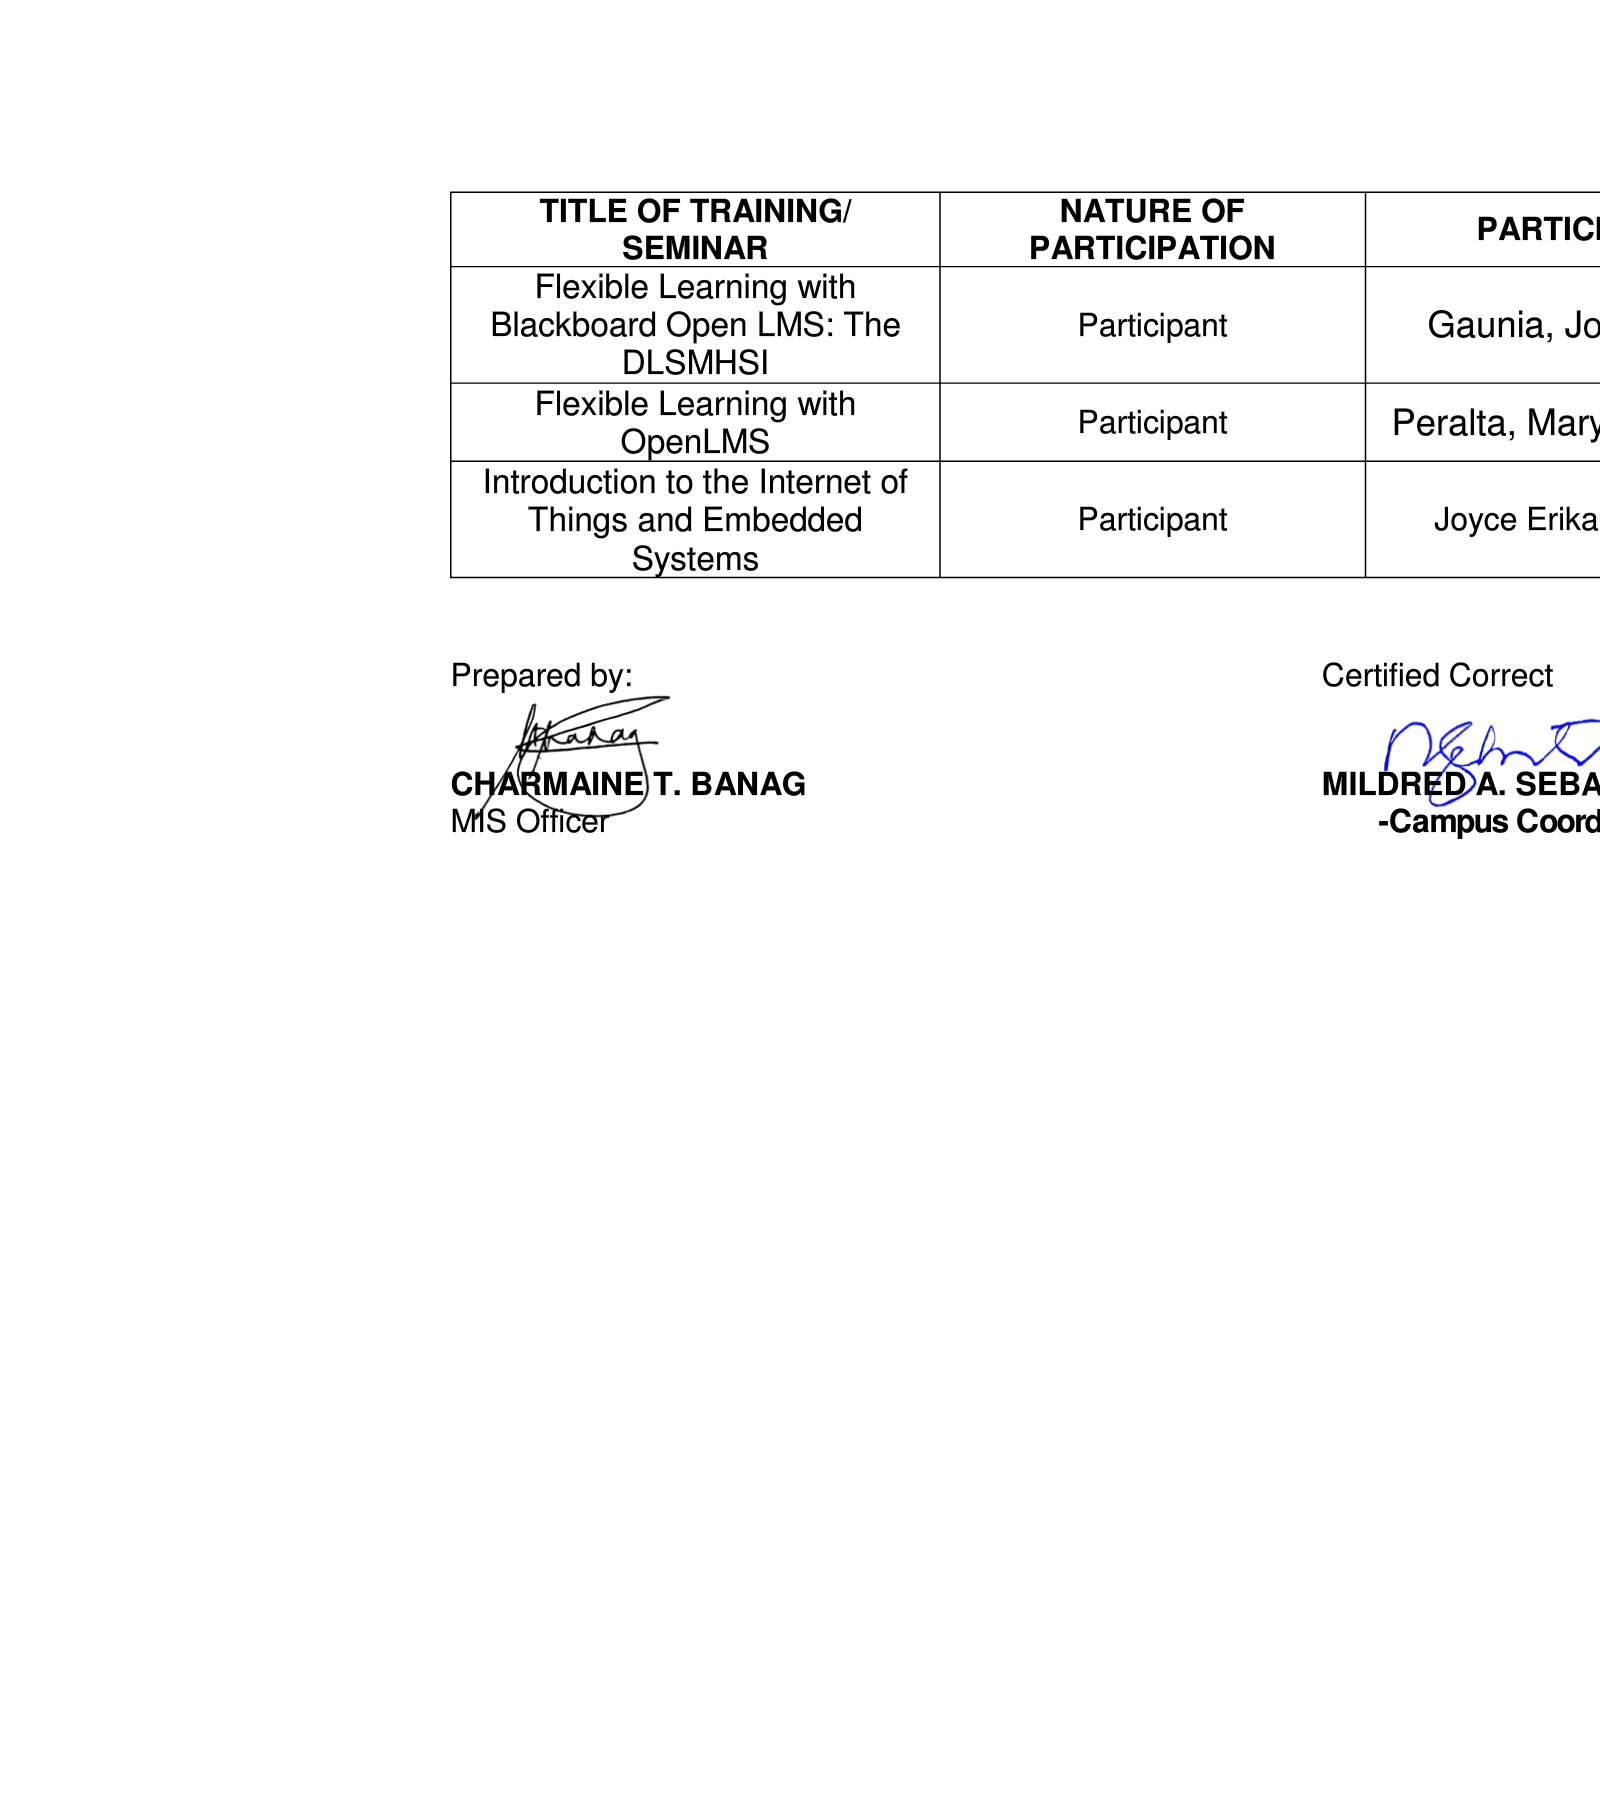 TITLE OF TRAINING/
SEMINAR
NATURE OF
PARTICIPATION
PARTICI
Flexible Learning with
Blackboard Open LMS: The
DLSMHSI
Participant
Gaunia, Jo
Flexible Learning with
OpenLMS
Participant
Peralta, Mary
Introduction to the Internet of
Things and Embedded
Systems
Participant
Joyce Erika
Prepared by:
CHARMAINE T. BANAG
MIS Officer
Certified Correct
MILDRED A. SEBA
-Campus Coord